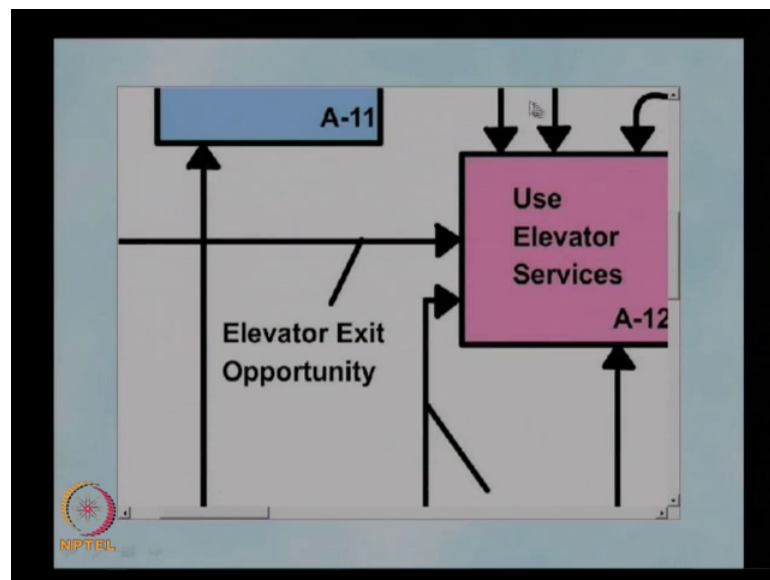 A-11
Use
Elevator
Services
A-12
Elevator Exit
Opportunity
NPTEL